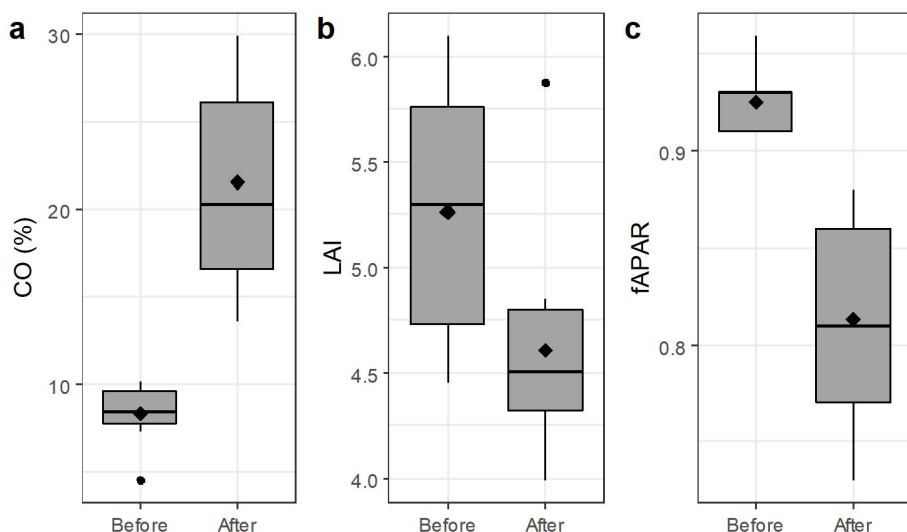 a
CO (%)
30
20
10
Before After
b
LAI
6.0
5.5
5.0
4.5
4.0
Before After
c
fAPAR
0.9
0.8
Before After